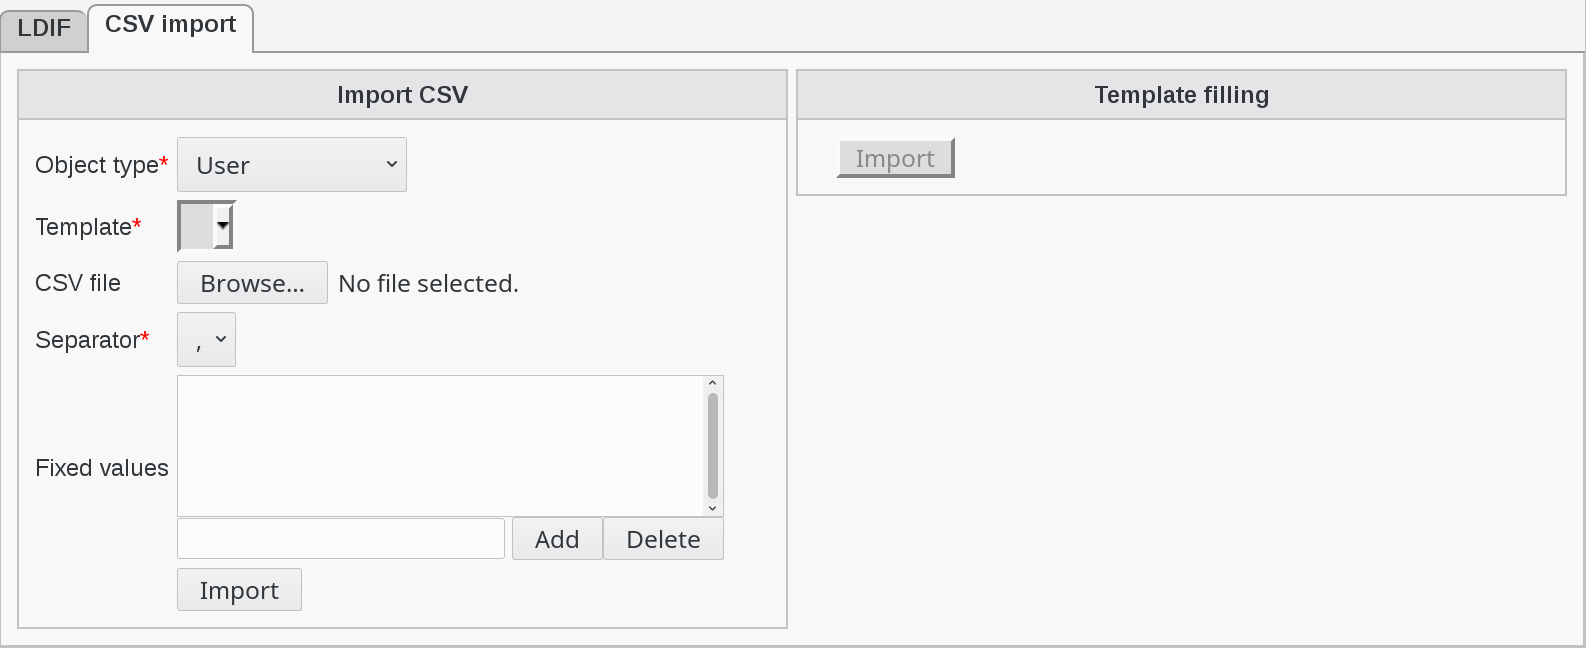 LDIF
CSV import
Import CSV
Object type*
User
Template*
CSV file
Browse...
No file selected.
Separator*
,
Fixed values
Add
Delete
Import
Template filling
Import